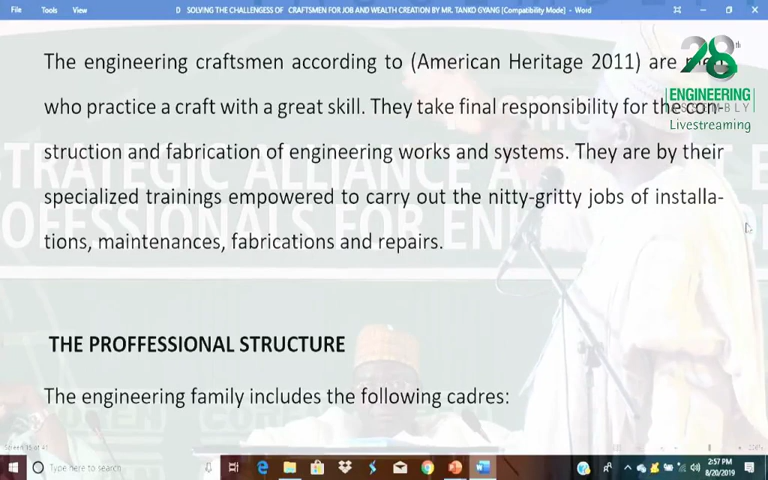 File Tools View D SOLVING THE CHALLENGESS OF CRAFTSMEN FOR JOB AND WEALTH CREATION BY MR. TANKO GYANG [Compatibility Mode] - Word
28th
ENGINEERING
ASSEMBLY
Livestreaming
The engineering craftsmen according to (American Heritage 2011) are men
who practice a craft with a great skill. They take final responsibility for the con-
struction and fabrication of engineering works and systems. They are by their
specialized trainings empowered to carry out the nitty-gritty jobs of installa-
tions, maintenances, fabrications and repairs.
THE PROFFESSIONAL STRUCTURE
The engineering family includes the following cadres:
Type here to search
2:57 PM
8/20/2019